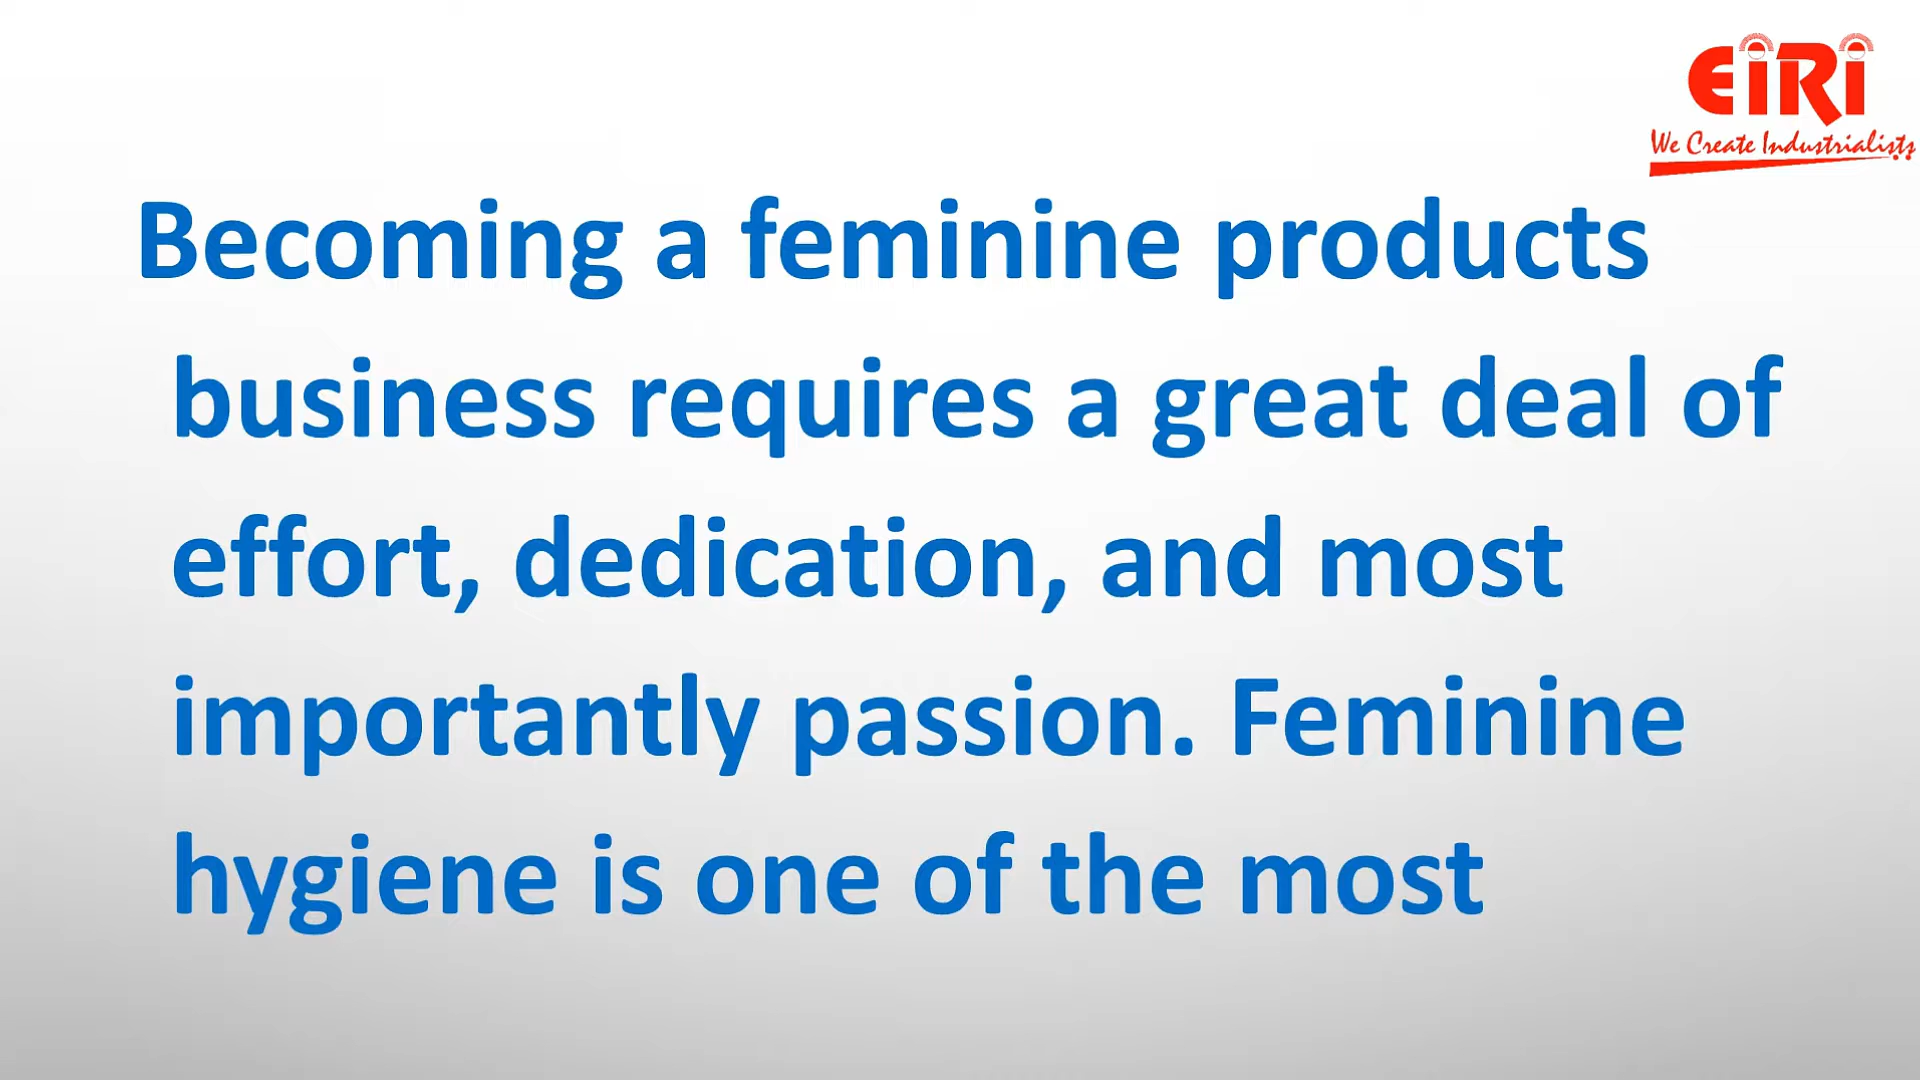 EiRi
We Create Industrialists
Becoming a feminine products
business requires a great deal of
effort, dedication, and most
importantly passion. Feminine
hygiene is one of the most